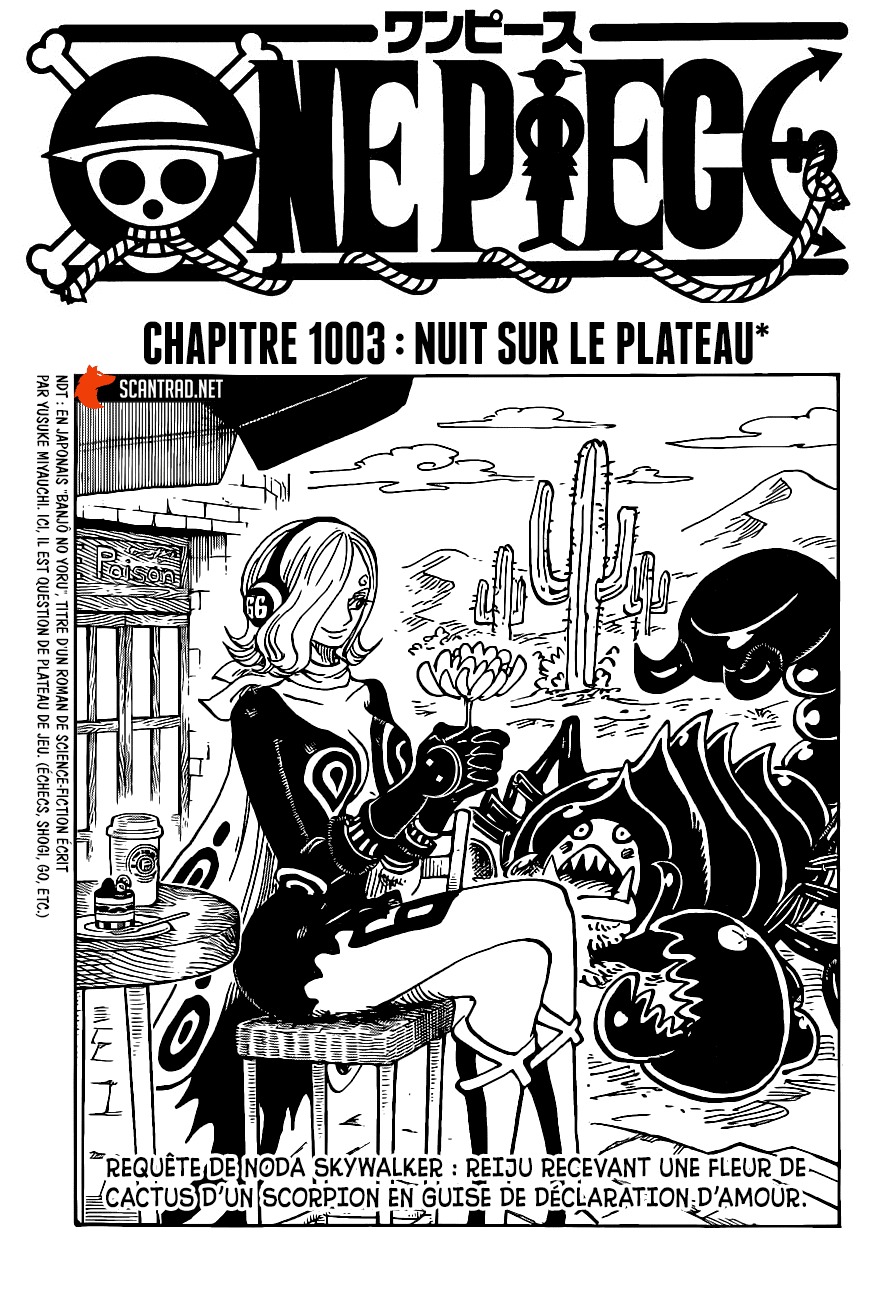 ワンピース
ONE PIECE
CHAPITRE 1003 : NUIT SUR LE PLATEAU*
SCANTRAD.NET
NDT : EN JAPONAIS "BANJÔ NO YORU", TITRE D'UN ROMAN DE SCIENCE-FICTION ÉCRIT
PAR YUSUKE MIYAUCHI. ICI, IL EST QUESTION DE PLATEAU DE JEU. (ÉCHECS, SHOGI, GO, ETC.)
Poison
66
REQUÊTE DE NODA SKYWALKER : REIJU RECEVANT UNE FLEUR DE
CACTUS D'UN SCORPION EN GUISE DE DÉCLARATION D'AMOUR.